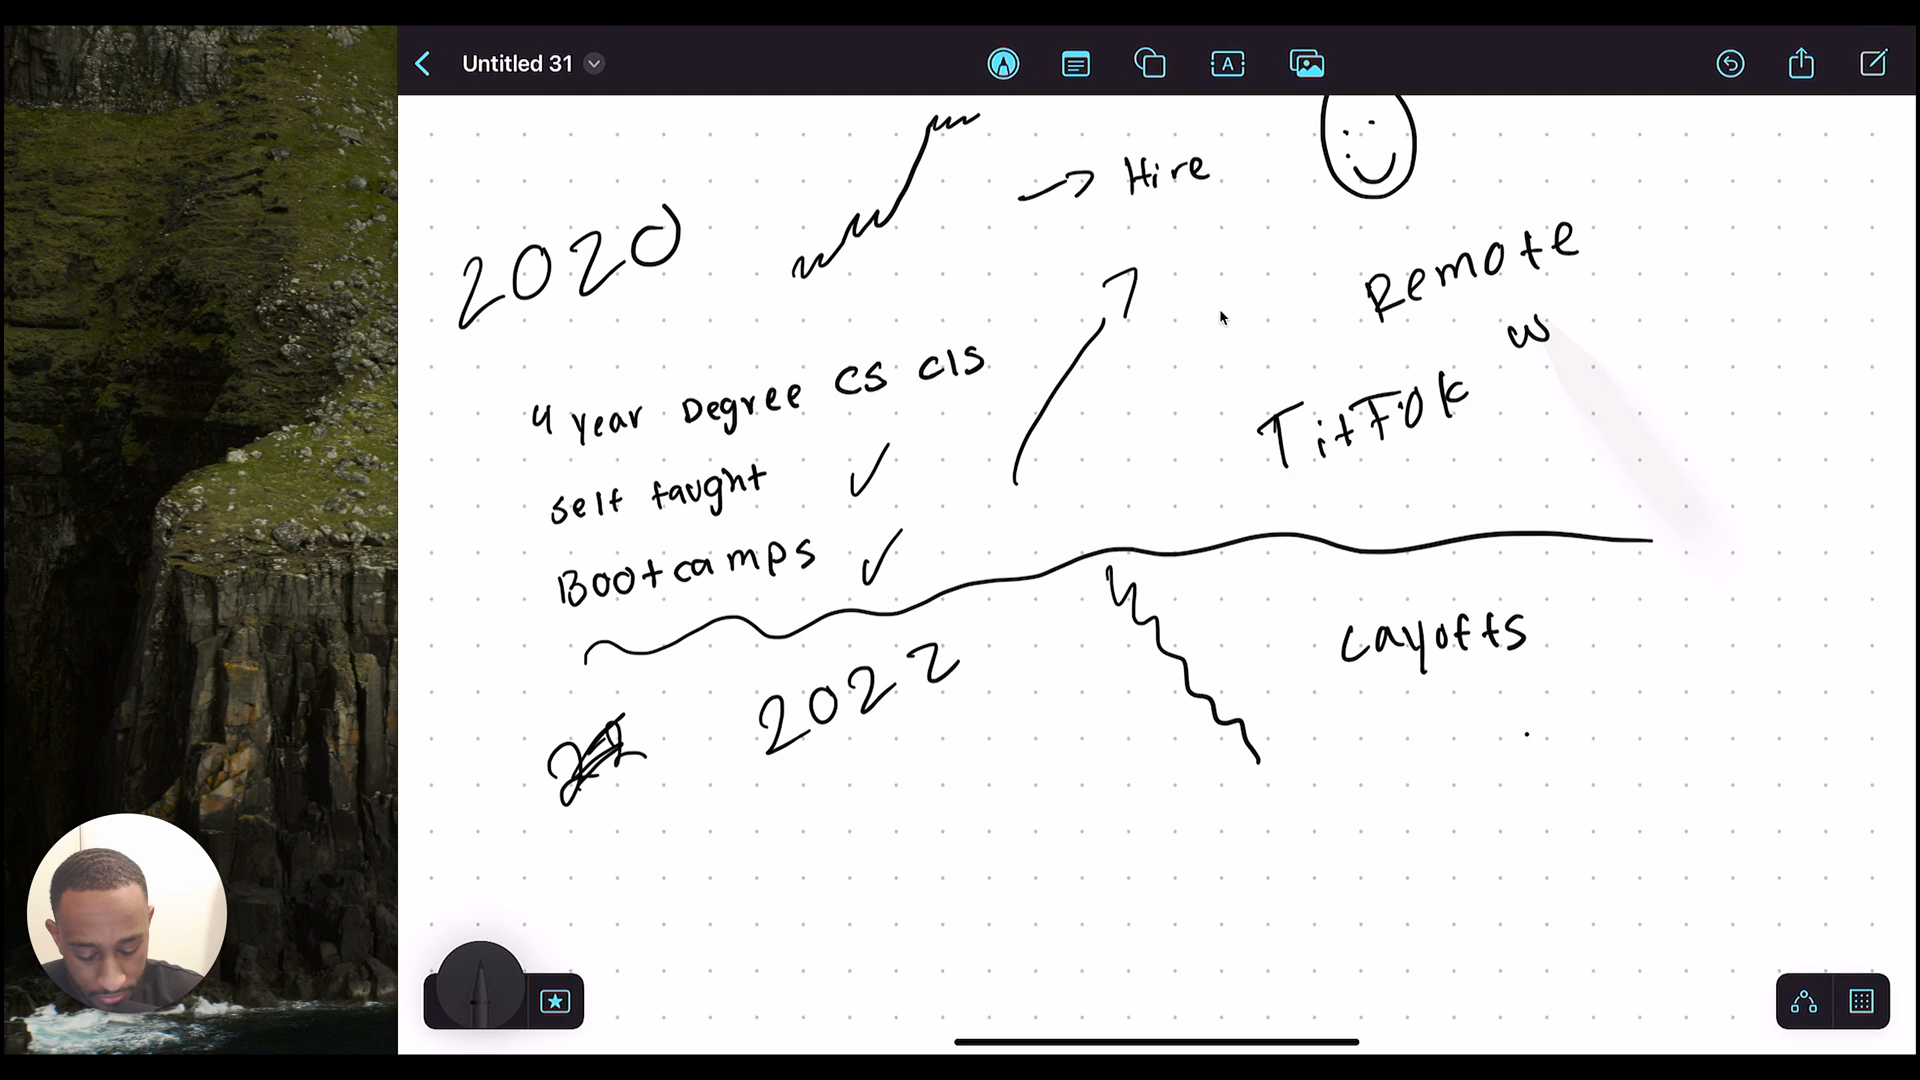 Untitled 31
A
Hire
2020
Remote
w
4 year Degree CS CIS
TikTok
self taught
Bootcamps
Layoffs
2022